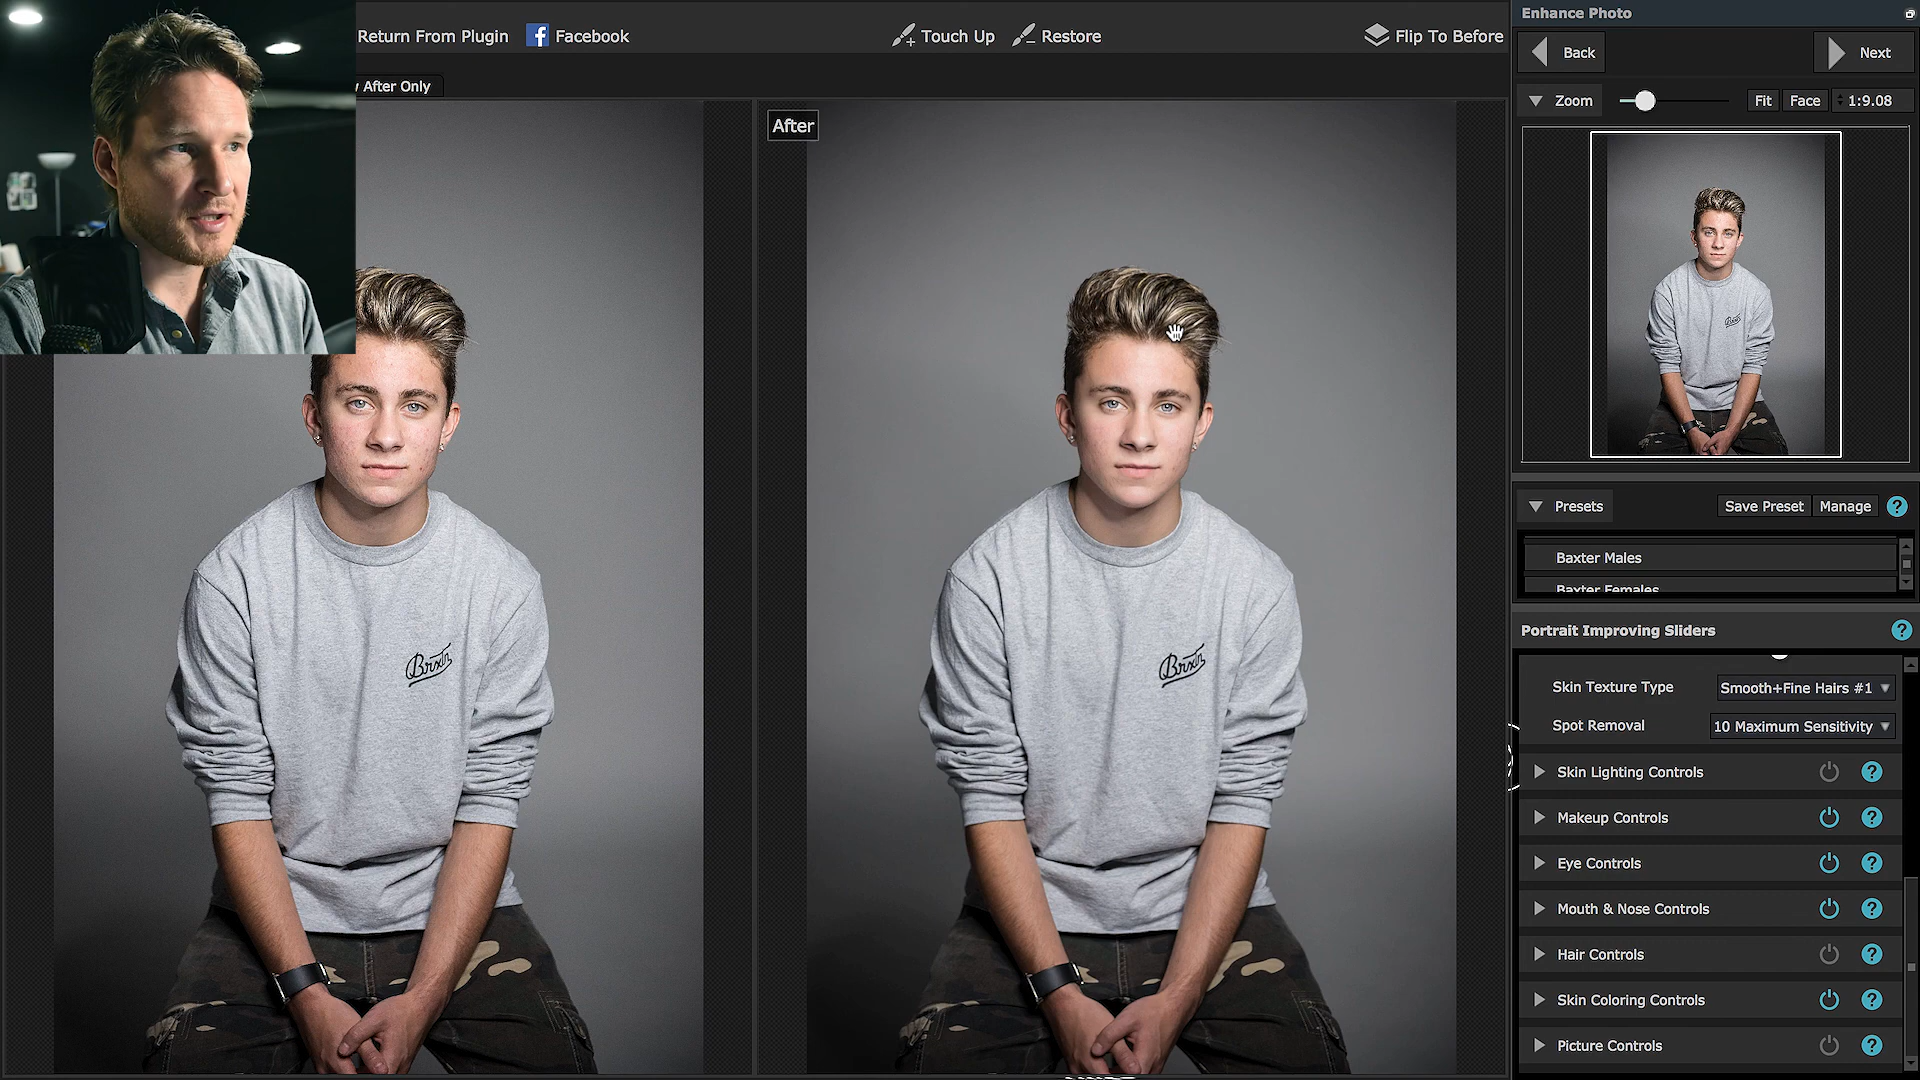 Enhance Photo
Return From Plugin
Facebook
Touch Up
Restore
Flip To Before
Back
Next
After Only
Zoom
Fit
Face
1:9.08
After
Presets
Save Preset
Manage
?
Baxter Males
Baxter Females
Portrait Improving Sliders
?
Skin Texture Type
Smooth+Fine Hairs #1
Spot Removal
10 Maximum Sensitivity
Skin Lighting Controls
?
Makeup Controls
?
Eye Controls
?
Mouth & Nose Controls
?
Hair Controls
?
Skin Coloring Controls
?
Picture Controls
?